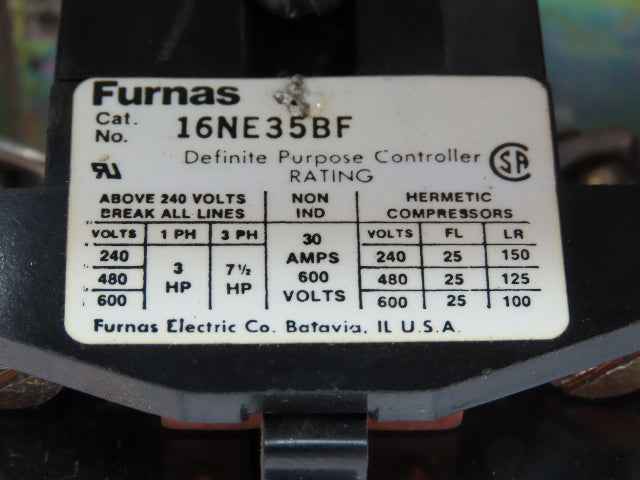 Furnas
Cat. No. 16NE35BF
Definite Purpose Controller
RATING
ABOVE 240 VOLTS NON HERMETIC
BREAK ALL LINES IND COMPRESSORS
VOLTS 1 PH 3 PH 30 AMPS 600 VOLTS VOLTS FL LR
240 3 HP 7½ HP 240 25 150
480 480 25 125
600 600 25 100
Furnas Electric Co. Batavia, IL U.S.A.